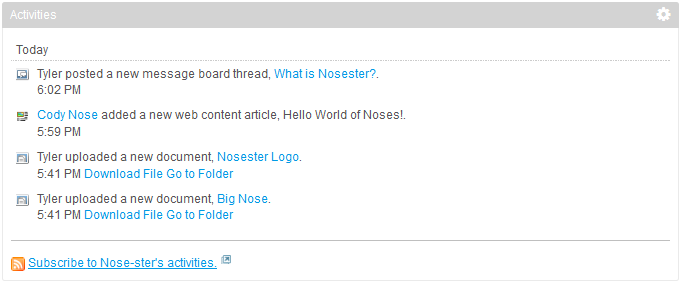 Activities
Today
Tyler posted a new message board thread, What is Nosester?.
6:02 PM
Cody Nose added a new web content article, Hello World of Noses!.
5:59 PM
Tyler uploaded a new document, Nosester Logo.
5:41 PM Download File Go to Folder
Tyler uploaded a new document, Big Nose.
5:41 PM Download File Go to Folder
Subscribe to Nose-ster's activities.